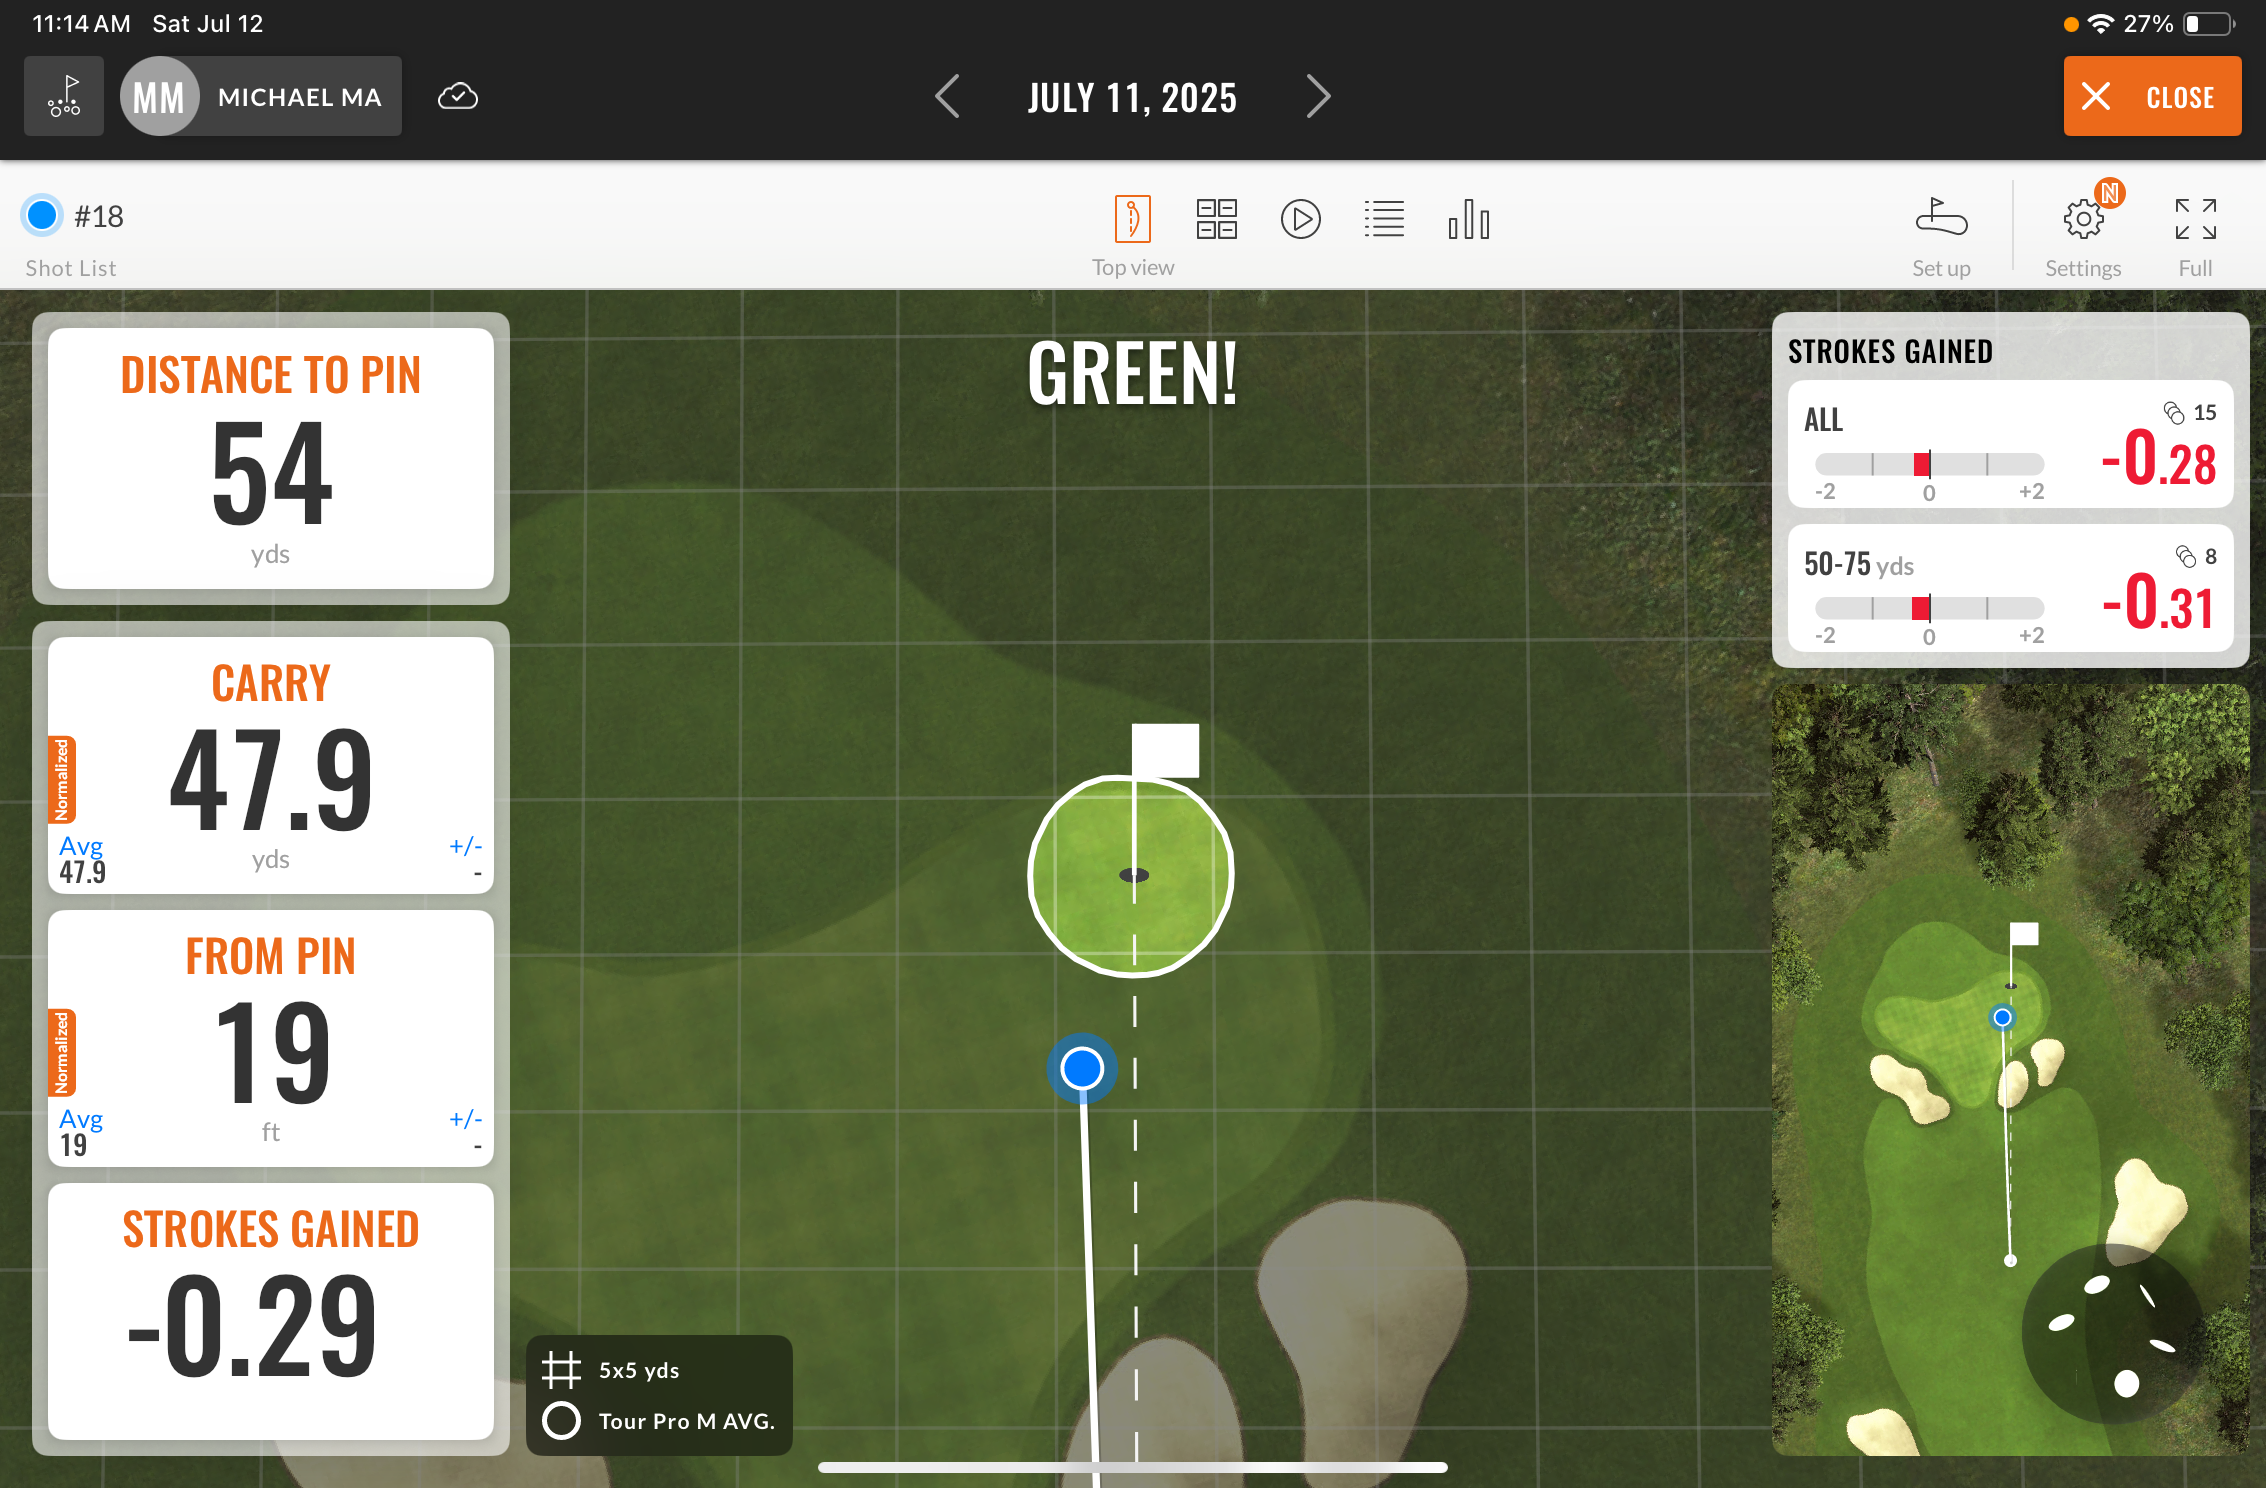 11:14 AM Sat Jul 12
27%
MM MICHAEL MA
JULY 11, 2025
CLOSE
#18
Shot List
Top view
Set up
N
Settings
Full
DISTANCE TO PIN
54
yds
CARRY
47.9
yds
Normalized
Avg
47.9
+/-
-
FROM PIN
19
ft
Normalized
Avg
19
+/-
-
STROKES GAINED
-0.29
GREEN!
5x5 yds
Tour Pro M AVG.
STROKES GAINED
ALL
15
-0.28
-2 0 +2
50-75 yds
8
-0.31
-2 0 +2